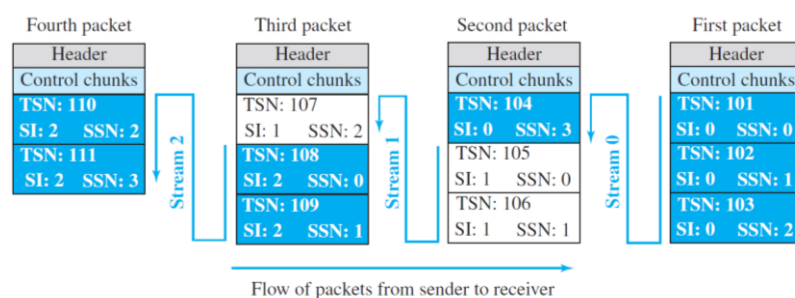 Fourth packet
Header
Control chunks
TSN: 110
SI: 2 SSN: 2
TSN: 111
SI: 2 SSN: 3
Stream 2
Third packet
Header
Control chunks
TSN: 107
SI: 1 SSN: 2
TSN: 108
SI: 2 SSN: 0
TSN: 109
SI: 2 SSN: 1
Stream 1
Second packet
Header
Control chunks
TSN: 104
SI: 0 SSN: 3
TSN: 105
SI: 1 SSN: 0
TSN: 106
SI: 1 SSN: 1
Stream 0
First packet
Header
Control chunks
TSN: 101
SI: 0 SSN: 0
TSN: 102
SI: 0 SSN: 1
TSN: 103
SI: 0 SSN: 2
Flow of packets from sender to receiver